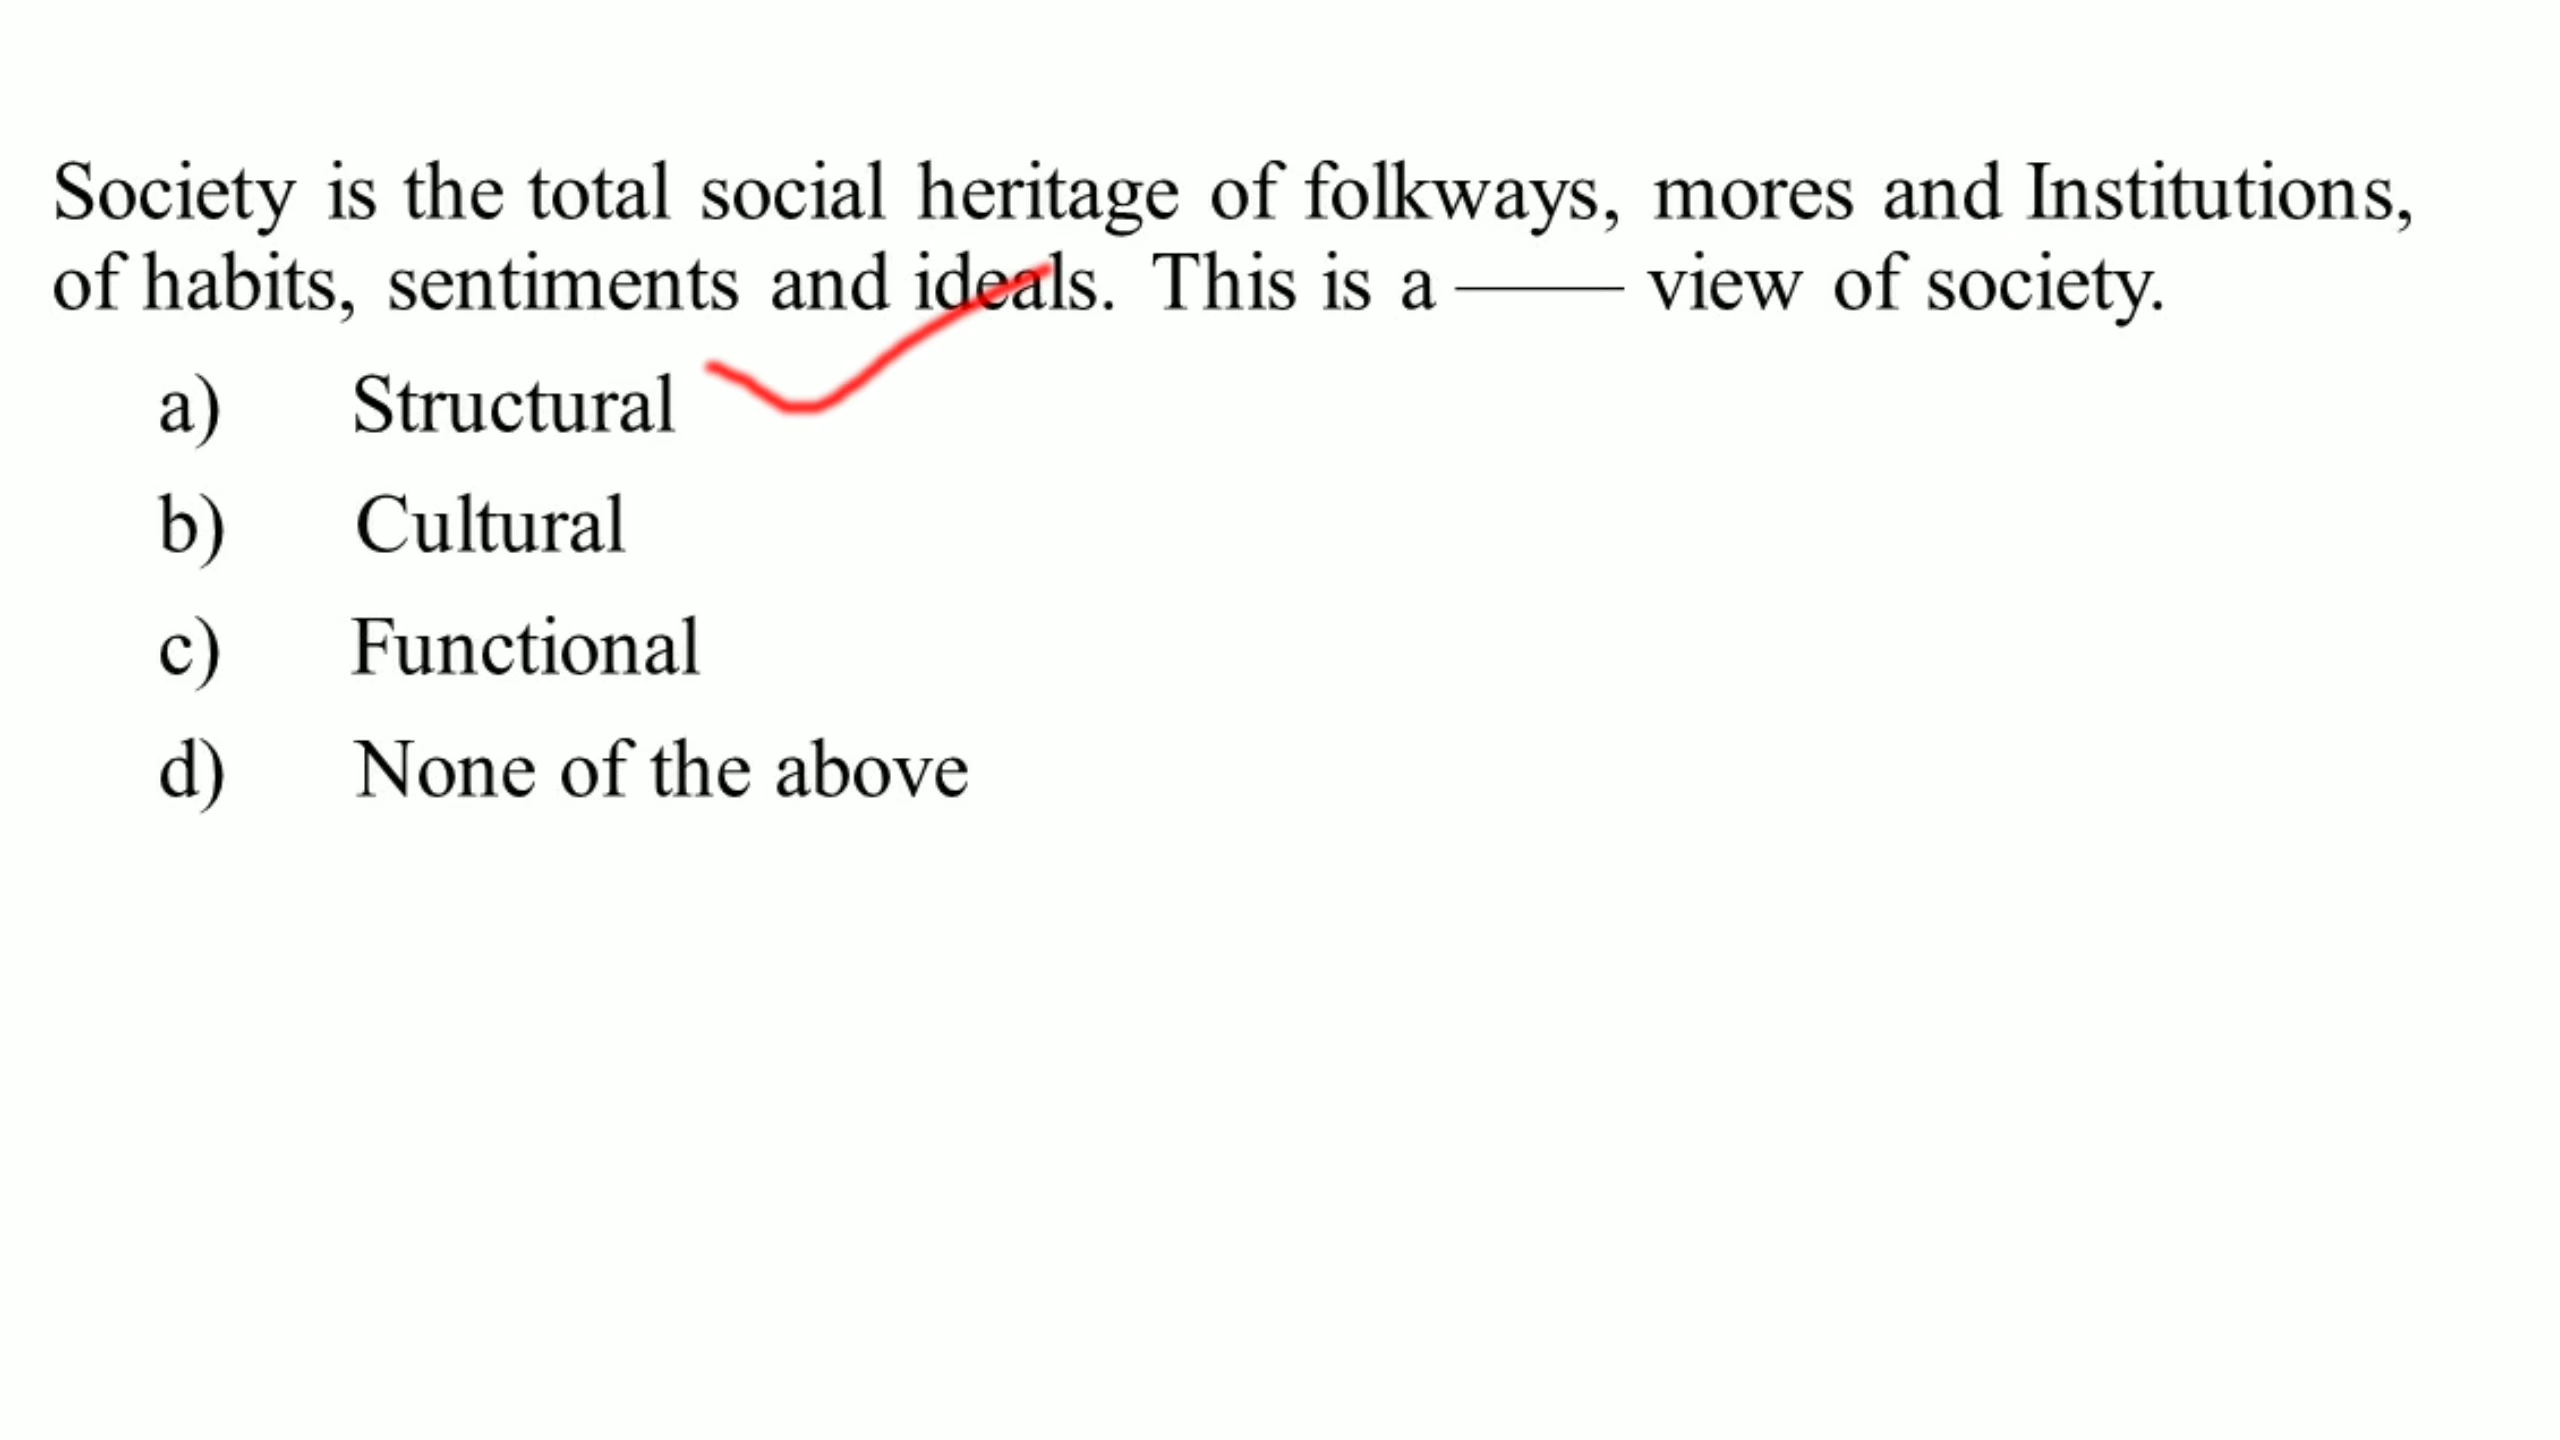 Society is the total social heritage of folkways, mores and Institutions,
of habits, sentiments and ideals. This is a —— view of society.
a) Structural
b) Cultural
c) Functional
d) None of the above